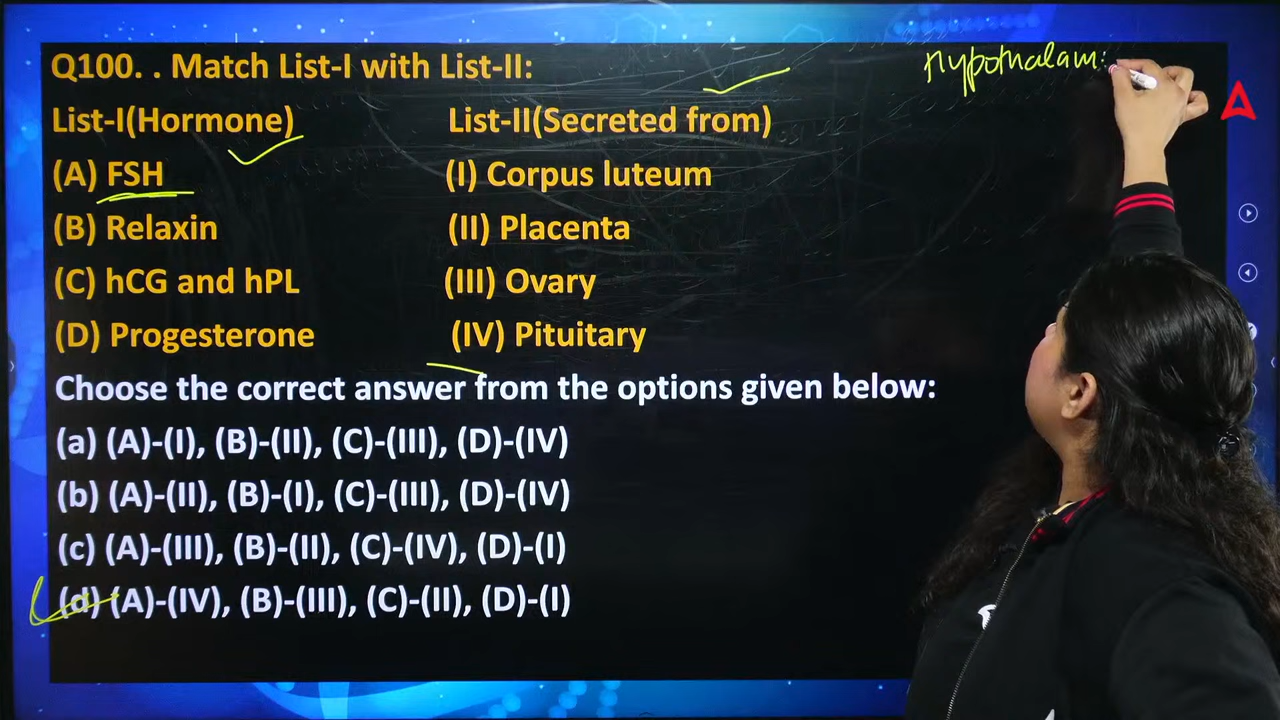 Q100. . Match List-I with List-II:
List-I(Hormone) List-II(Secreted from)
(A) FSH (I) Corpus luteum
(B) Relaxin (II) Placenta
(C) hCG and hPL (III) Ovary
(D) Progesterone (IV) Pituitary
Choose the correct answer from the options given below:
(a) (A)-(I), (B)-(II), (C)-(III), (D)-(IV)
(b) (A)-(II), (B)-(I), (C)-(III), (D)-(IV)
(c) (A)-(III), (B)-(II), (C)-(IV), (D)-(I)
(d) (A)-(IV), (B)-(III), (C)-(II), (D)-(I)
Hypothalam